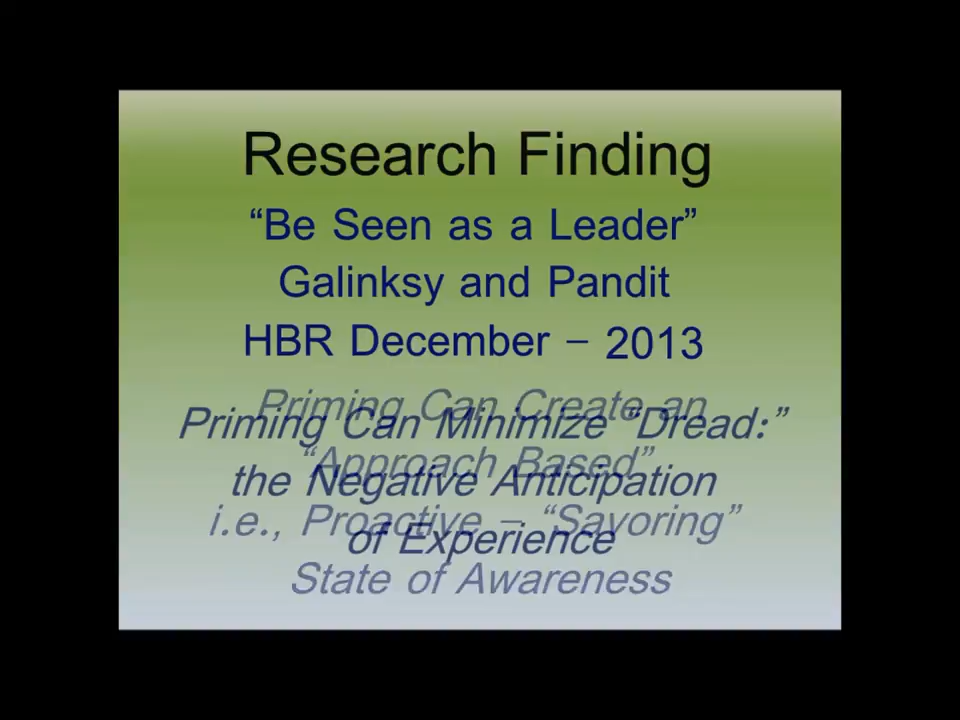 Research Finding
“Be Seen as a Leader”
Galinksy and Pandit
HBR December – 2013
Priming Can Create an
Priming Can Minimize “Dread:”
“Approach Based”
the Negative Anticipation
i.e., Proactive – “Savoring”
of Experience
State of Awareness